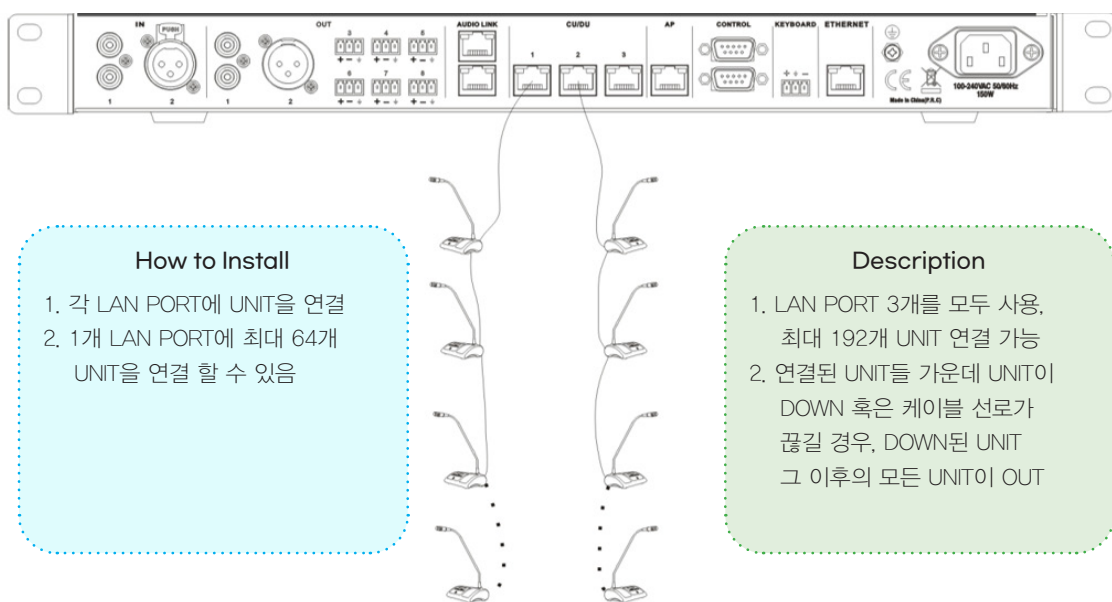 IN
OUT
AUDIO LINK
CU/DU
AP
CONTROL
KEYBOARD
ETHERNET
PUSH
3 4 5
+ - ⏚ + - ⏚ + - ⏚
1 2 3
6 7 8
+ - ⏚ + - ⏚ + - ⏚
+ ⏚ -
1 2
1 2
CE
Made in China(P.R.C)
100-240VAC 50/60Hz
150W
How to Install
1. 각 LAN PORT에 UNIT을 연결
2. 1개 LAN PORT에 최대 64개
UNIT을 연결 할 수 있음
Description
1. LAN PORT 3개를 모두 사용,
최대 192개 UNIT 연결 가능
2. 연결된 UNIT들 가운데 UNIT이
DOWN 혹은 케이블 선로가
끊길 경우, DOWN된 UNIT
그 이후의 모든 UNIT이 OUT